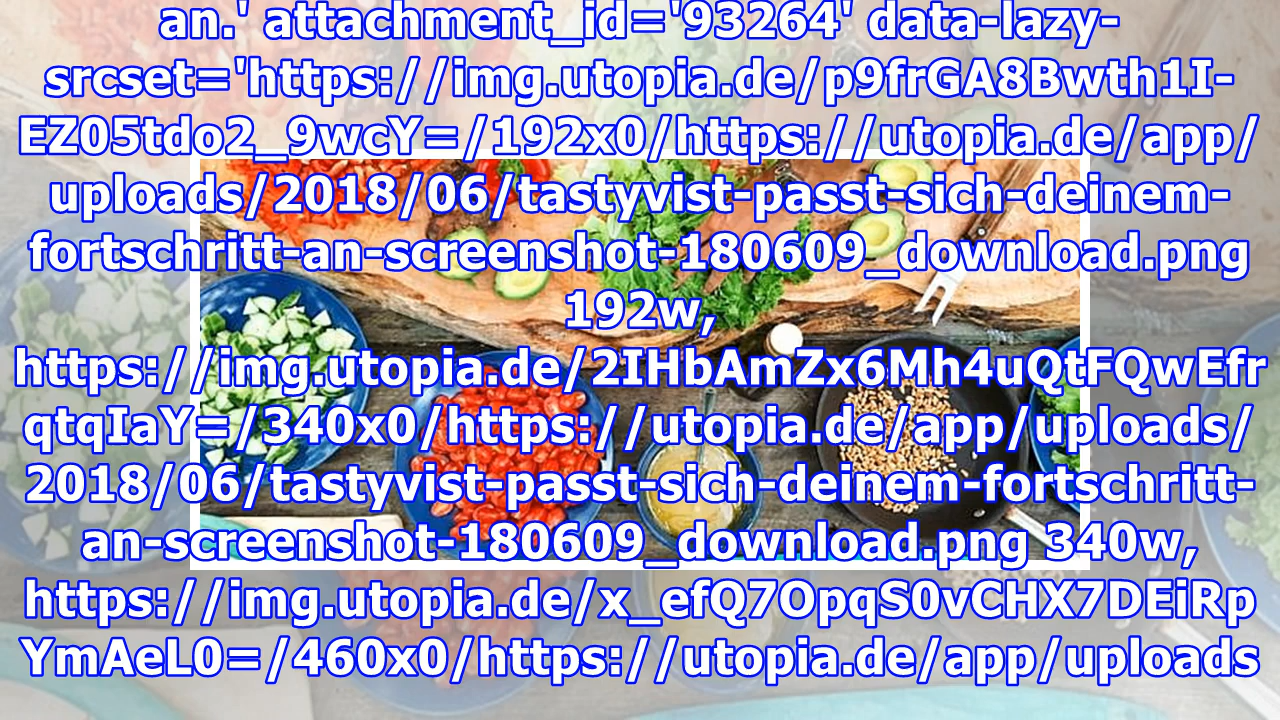 an.' attachment_id='93264' data-lazy-
srcset='https://img.utopia.de/p9frGA8Bwth1I-
EZ05tdo2_9wcY=/192x0/https://utopia.de/app/
uploads/2018/06/tastyvist-passt-sich-deinem-
fortschritt-an-screenshot-180609_download.png
192w,
https://img.utopia.de/2IHbAmZx6Mh4uQtFQwEfr
qtqIaY=/340x0/https://utopia.de/app/uploads/
2018/06/tastyvist-passt-sich-deinem-fortschritt-
an-screenshot-180609_download.png 340w,
https://img.utopia.de/x_efQ7OpqS0vCHX7DEiRp
YmAeL0=/460x0/https://utopia.de/app/uploads